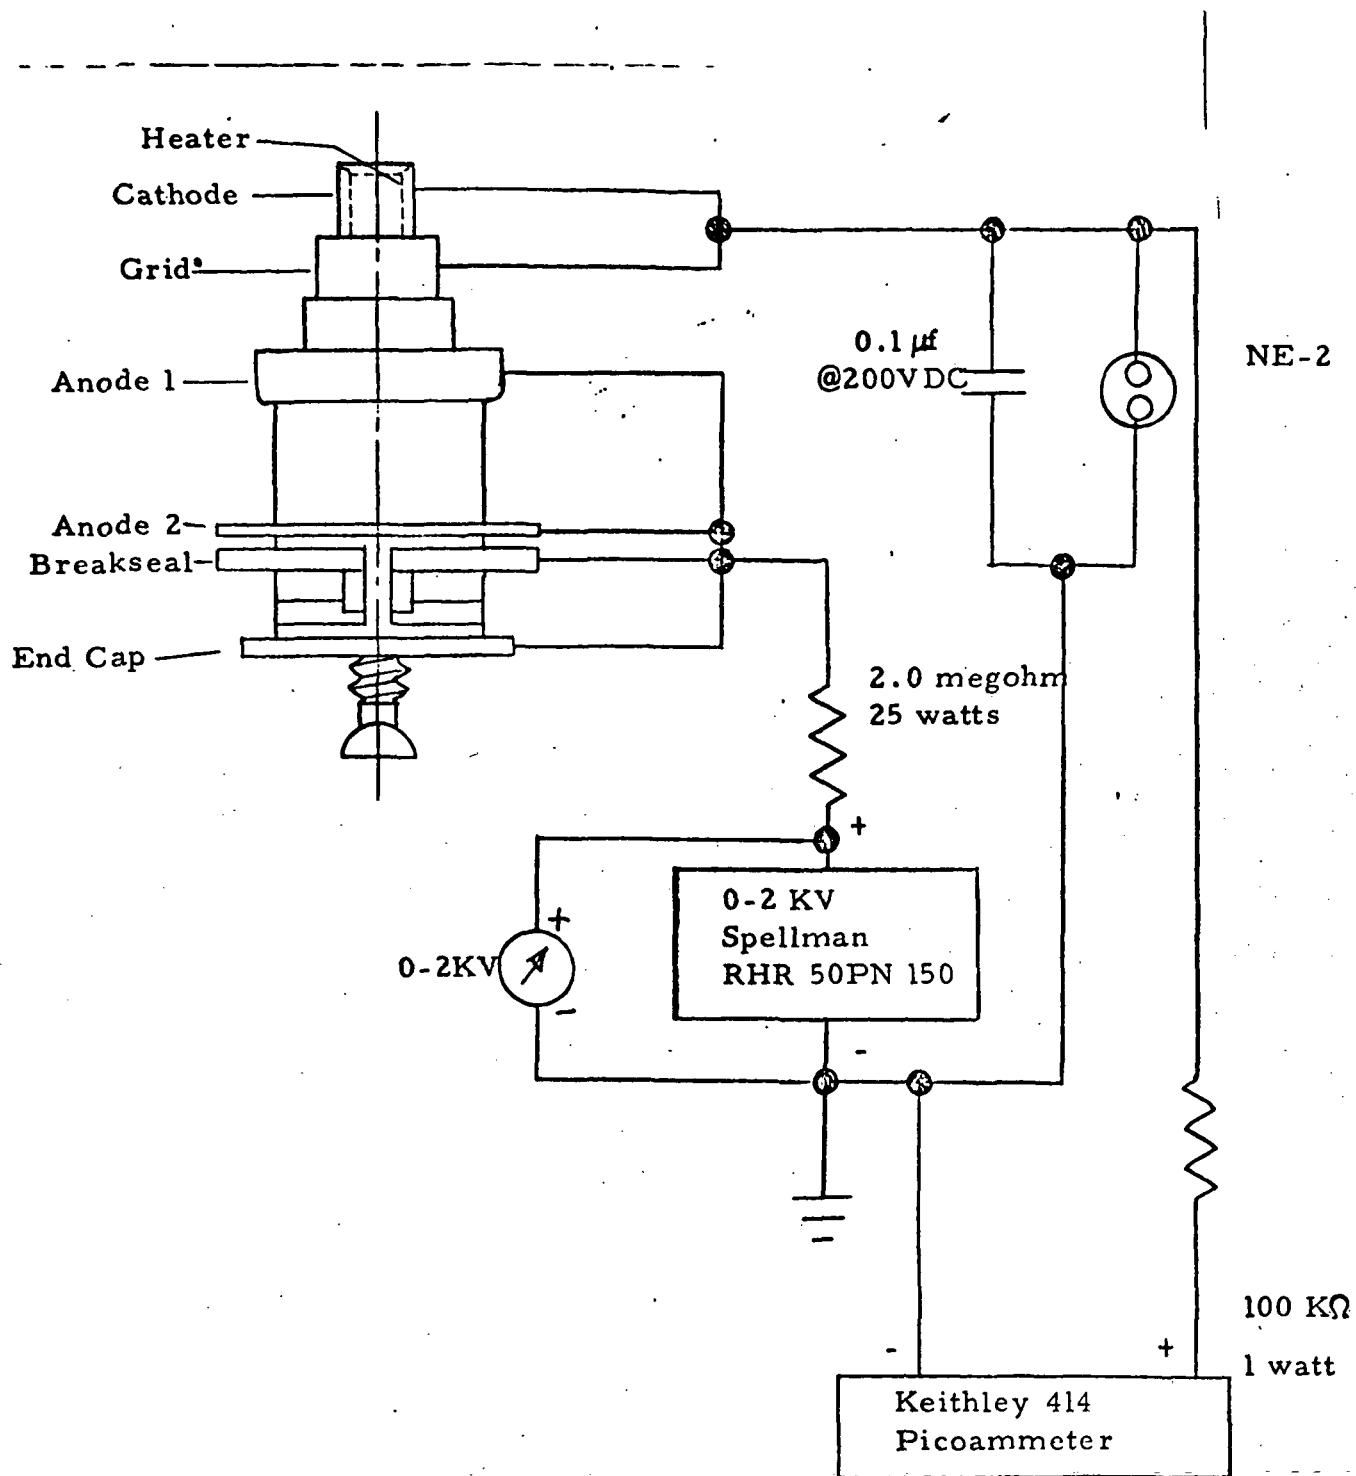 Heater
Cathode
Grid
Anode 1
Anode 2
Breakseal
End Cap
0.1 µf
@200VDC
NE-2
2.0 megohm
25 watts
+
0-2 KV
Spellman
RHR 50PN 150
+
0-2KV
-
-
100 KΩ
1 watt
-
+
Keithley 414
Picoammeter